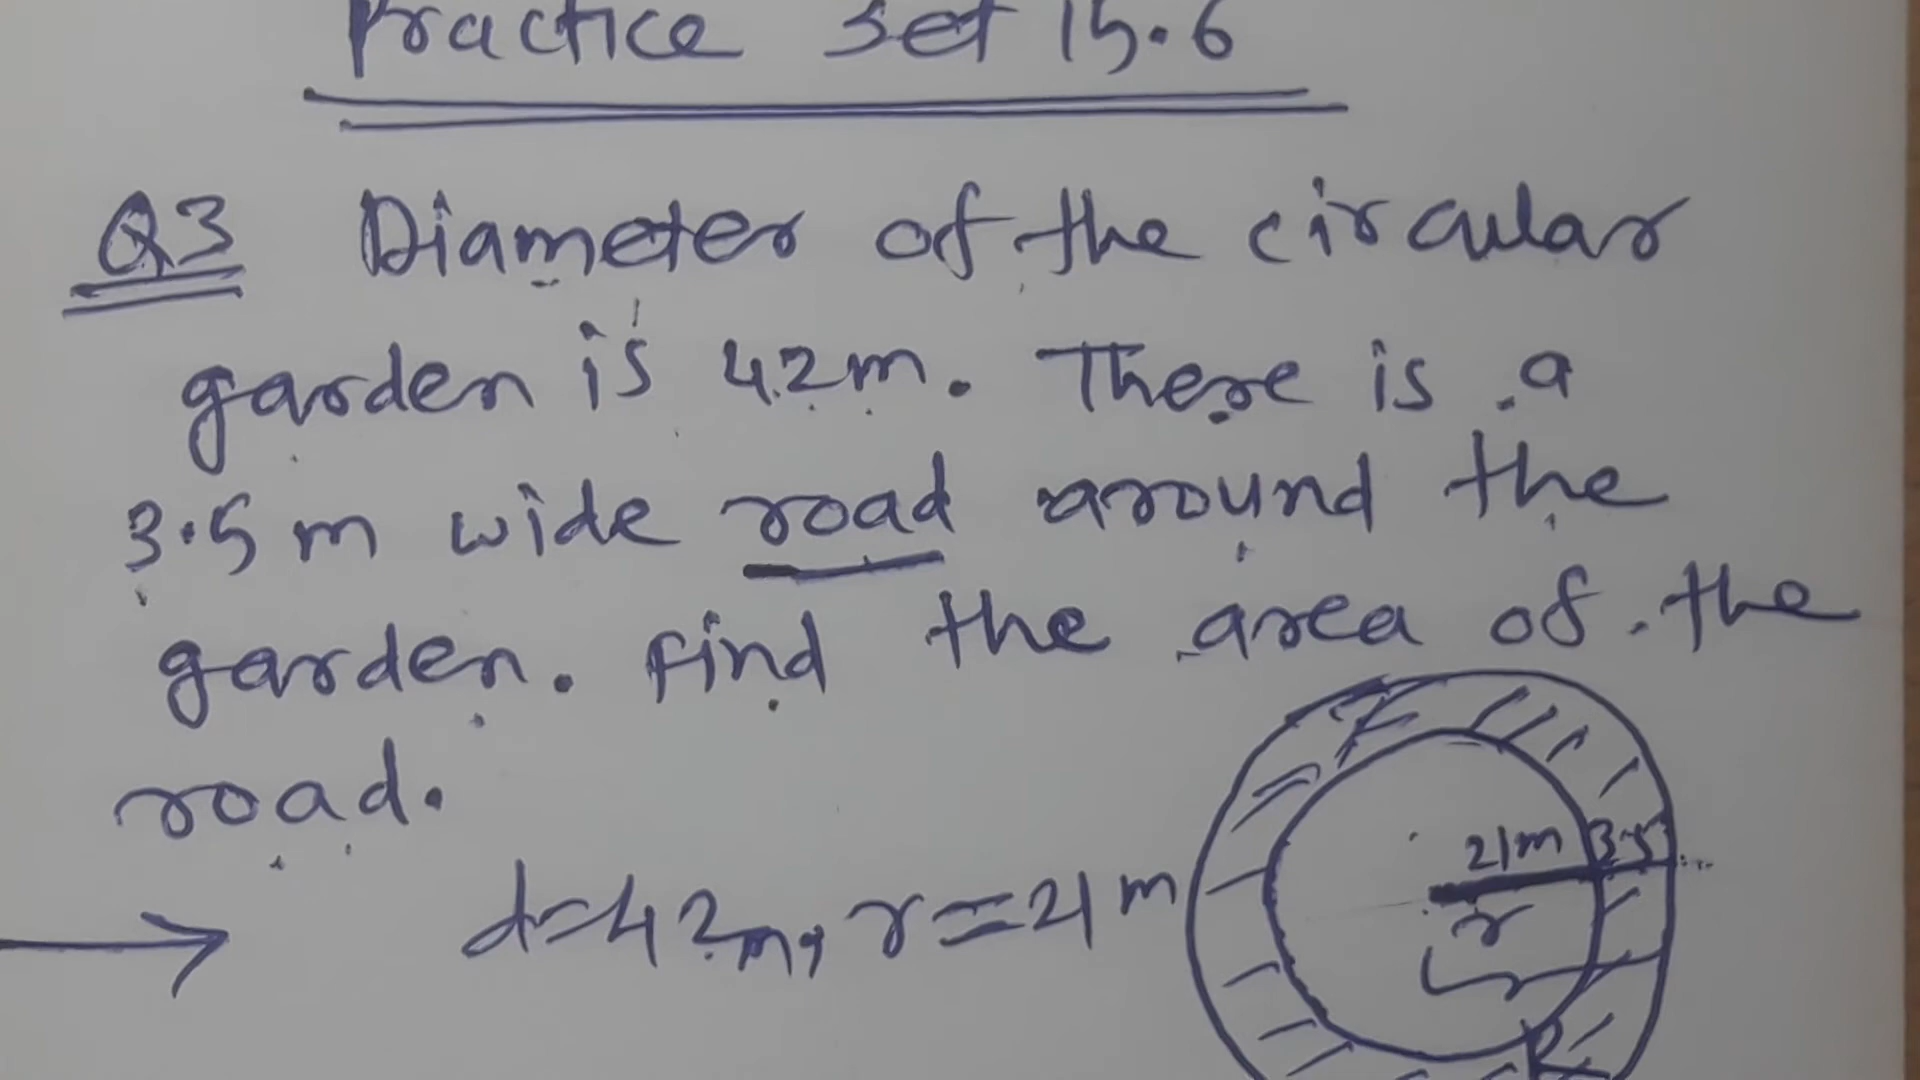 Practice Set 15.6
Q3 Diameter of the circular
garden is 42m. There is a
3.5 m wide road around the
garden. Find the area of the
road.
21m 3.5
d=42m, r=21m
r
R